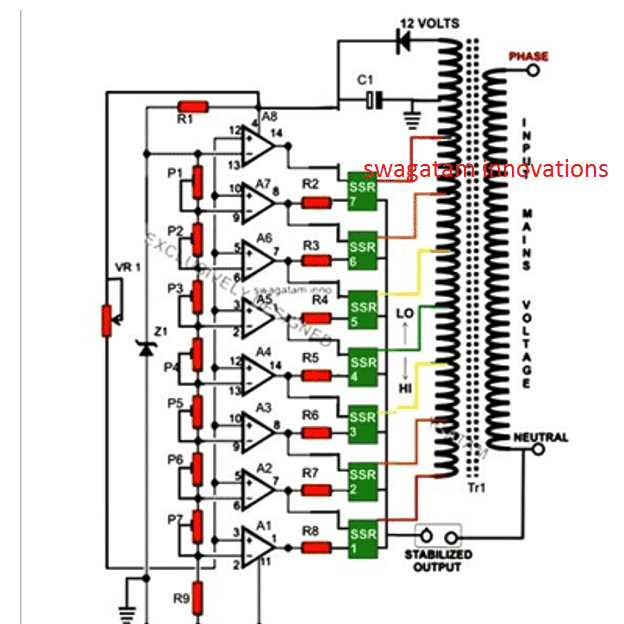 12 VOLTS
PHASE
C1
R1
A8
4
12
14
13
swagatam innovations
INPUT MAINS VOLTAGE
P1
A7
10
8
9
R2
SSR
7
P2
A6
5
7
6
R3
SSR
6
EXCLUSIVELY DESIGNED
swagatam inno
VR 1
P3
A5
3
2
R4
SSR
5
LO
Z1
P4
A4
12
14
13
R5
SSR
4
HI
P5
A3
10
8
9
R6
SSR
3
NEUTRAL
P6
A2
5
7
6
R7
SSR
2
Tr1
P7
A1
3
1
2
11
R8
SSR
1
STABILIZED
OUTPUT
R9